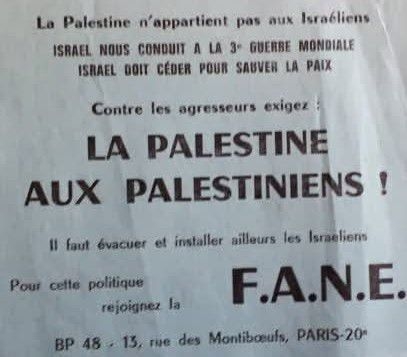 La Palestine n'appartient pas aux Israéliens
ISRAEL NOUS CONDUIT A LA 3e GUERRE MONDIALE
ISRAEL DOIT CÉDER POUR SAUVER LA PAIX
Contre les agresseurs exigez :
LA PALESTINE
AUX PALESTINIENS !
Il faut évacuer et installer ailleurs les Israeliens
Pour cette politique
rejoignez la
F.A.N.E.
BP 48 - 13, rue des Montibœufs, PARIS-20e